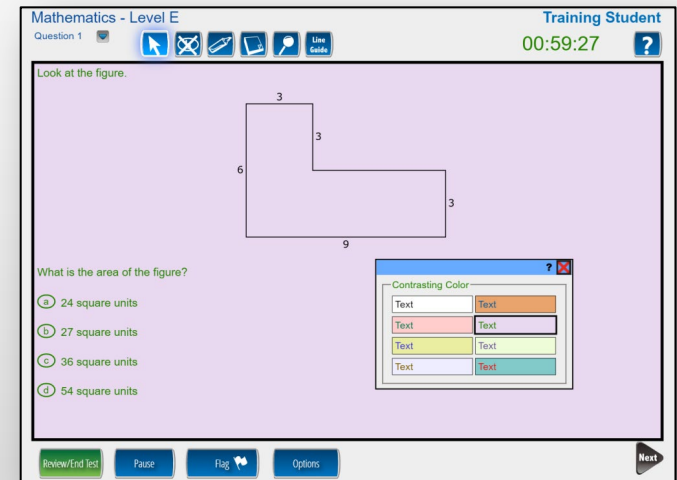 Mathematics - Level E
Training Student
Question 1
Line
Guide
00:59:27
?
Look at the figure.
3
3
6
3
9
What is the area of the figure?
a 24 square units
b 27 square units
c 36 square units
d 54 square units
? X
Contrasting Color
Text Text
Text Text
Text Text
Text Text
Review/End Test
Pause
Flag
Options
Next